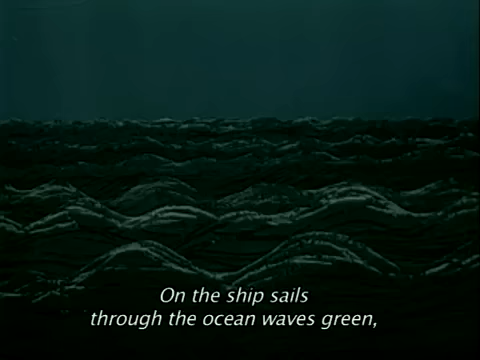 On the ship sails
through the ocean waves green,